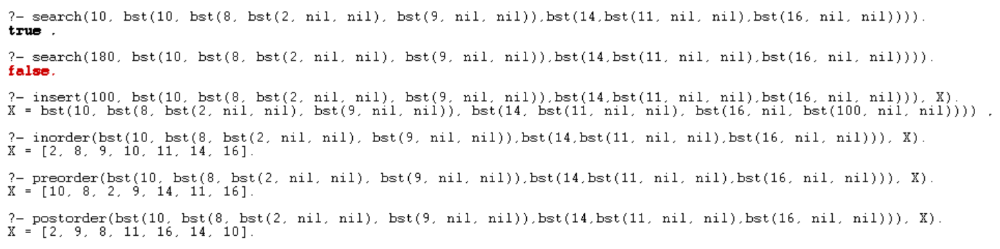 ?- search(10, bst(10, bst(8, bst(2, nil, nil), bst(9, nil, nil)),bst(14,bst(11, nil, nil),bst(16, nil, nil)))).
true .
?- search(180, bst(10, bst(8, bst(2, nil, nil), bst(9, nil, nil)),bst(14,bst(11, nil, nil),bst(16, nil, nil)))).
false.
?- insert(100, bst(10, bst(8, bst(2, nil, nil), bst(9, nil, nil)),bst(14,bst(11, nil, nil),bst(16, nil, nil))), X).
X = bst(10, bst(8, bst(2, nil, nil), bst(9, nil, nil)), bst(14, bst(11, nil, nil), bst(16, nil, bst(100, nil, nil)))) .
?- inorder(bst(10, bst(8, bst(2, nil, nil), bst(9, nil, nil)),bst(14,bst(11, nil, nil),bst(16, nil, nil))), X).
X = [2, 8, 9, 10, 11, 14, 16].
?- preorder(bst(10, bst(8, bst(2, nil, nil), bst(9, nil, nil)),bst(14,bst(11, nil, nil),bst(16, nil, nil))), X).
X = [10, 8, 2, 9, 14, 11, 16].
?- postorder(bst(10, bst(8, bst(2, nil, nil), bst(9, nil, nil)),bst(14,bst(11, nil, nil),bst(16, nil, nil))), X).
X = [2, 9, 8, 11, 16, 14, 10].